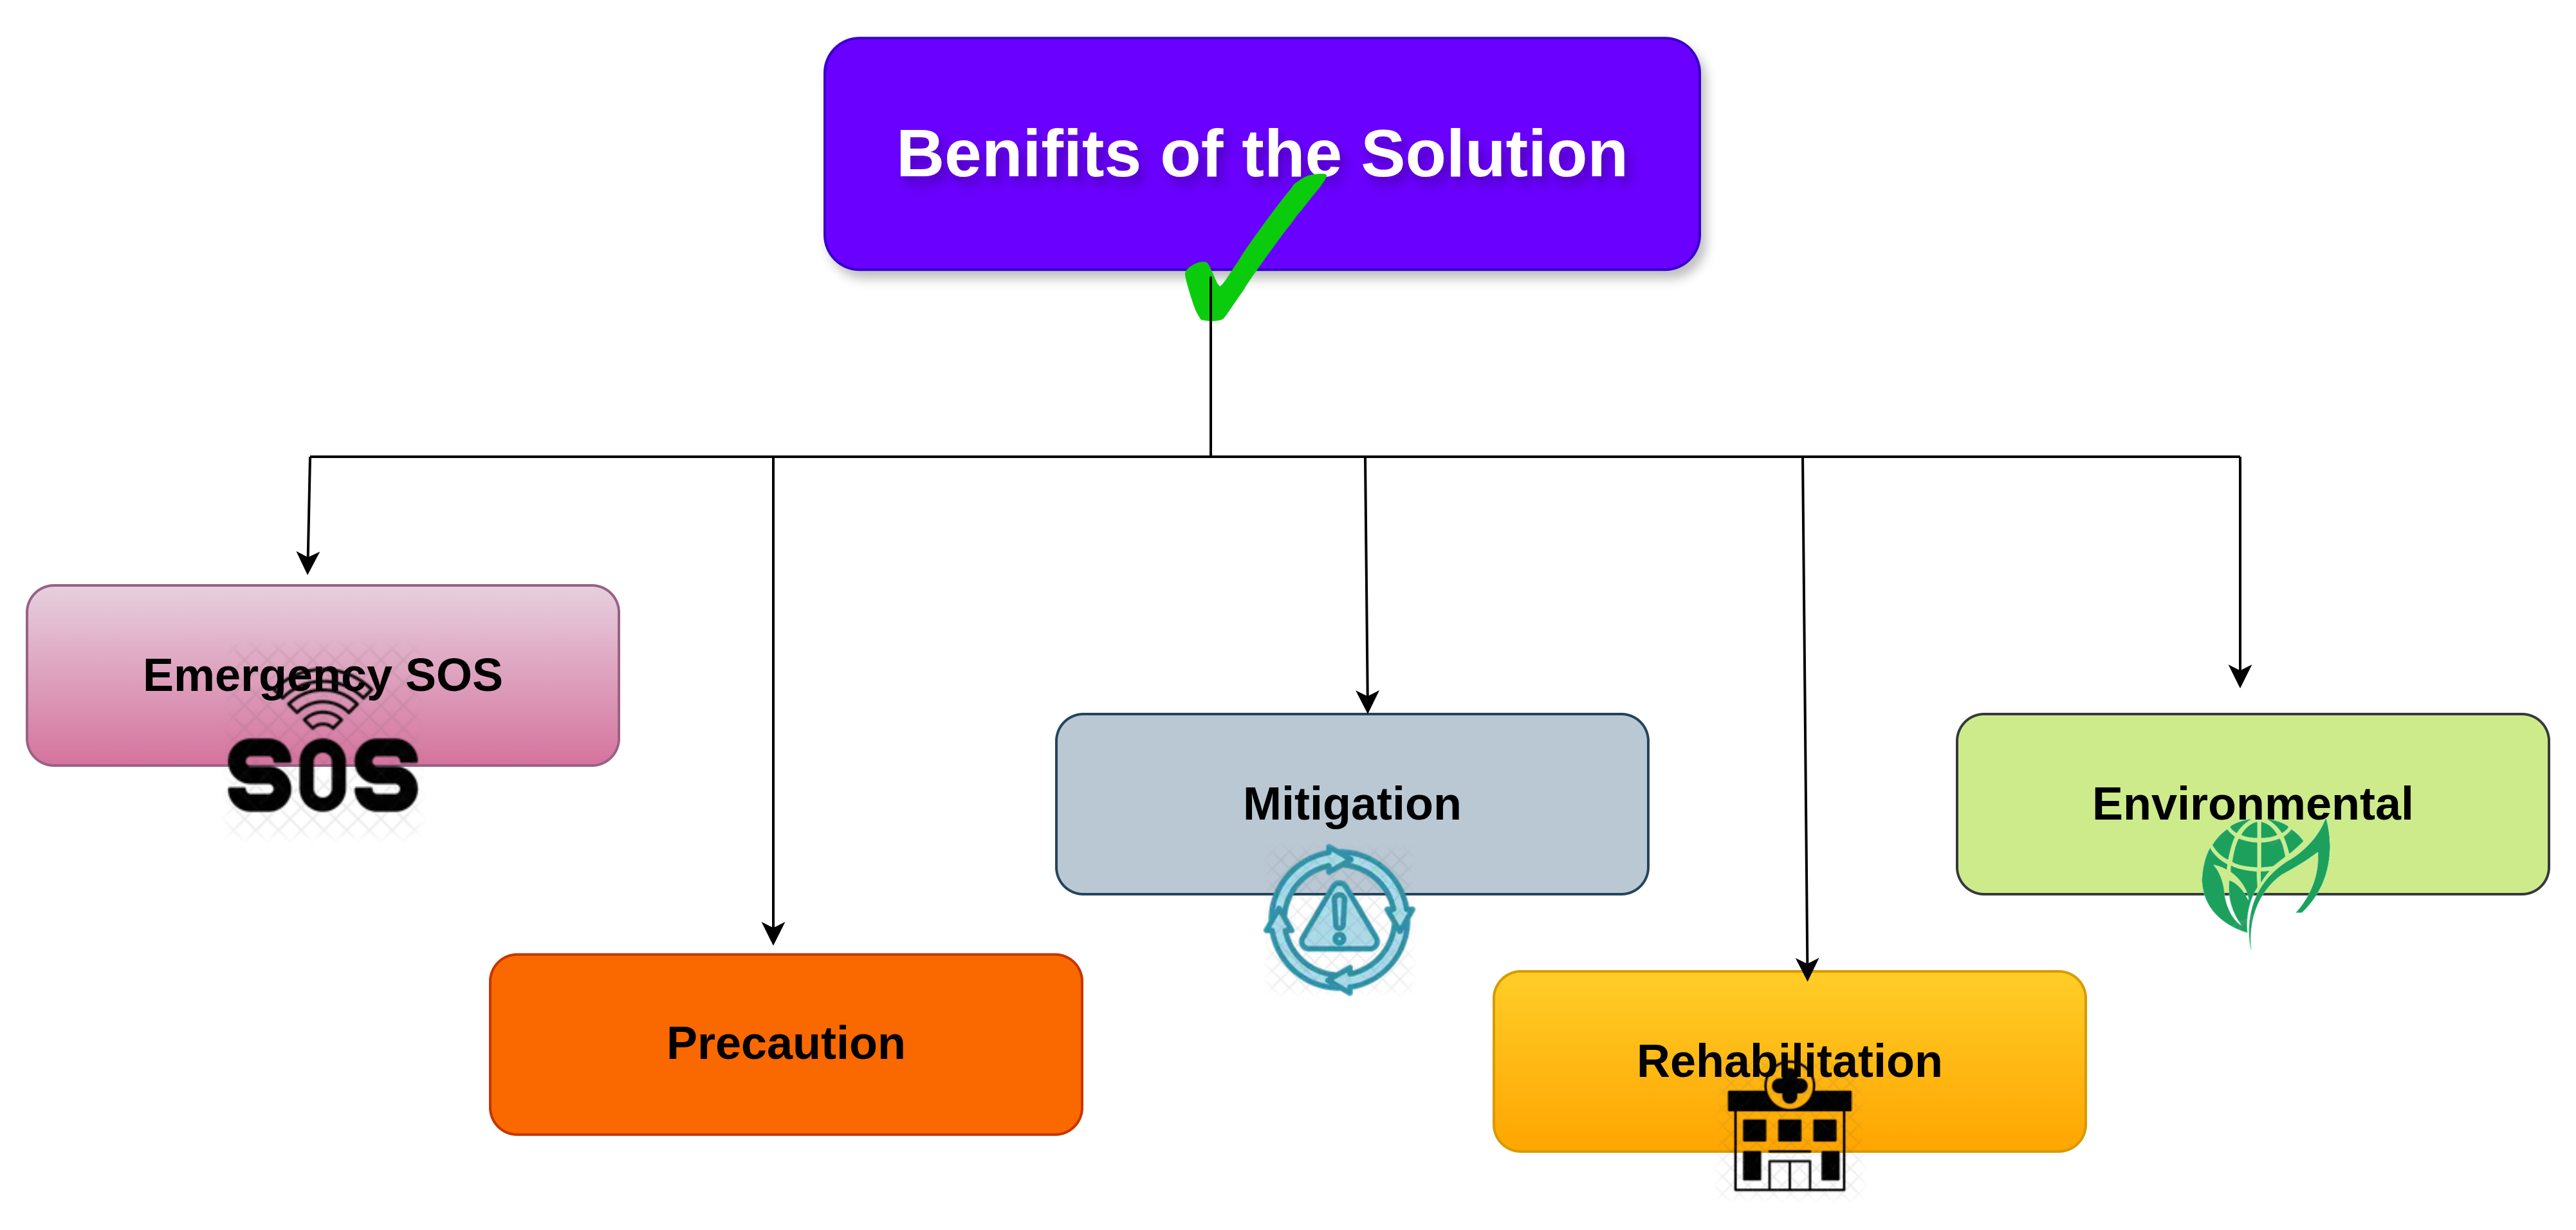 Benifits of the Solution
Emergency SOS
SOS
Mitigation
Environmental
Precaution
Rehabilitation